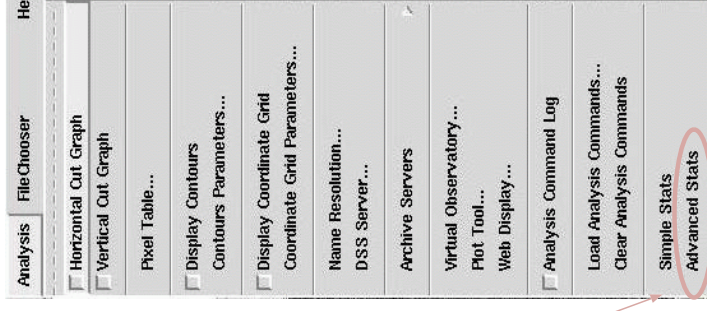 Analysis FileChooser He
Horizontal Cut Graph
Vertical Cut Graph
Pixel Table...
Display Contours
Contours Parameters...
Display Coordinate Grid
Coordinate Grid Parameters...
Name Resolution...
DSS Server...
Archive Servers
Virtual Observatory...
Plot Tool...
Web Display...
Analysis Command Log
Load Analysis Commands...
Clear Analysis Commands
Simple Stats
Advanced Stats